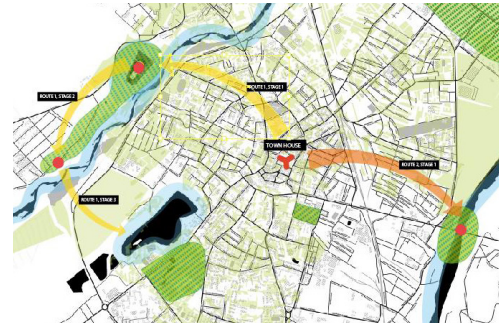 ROUTE 1, STAGE 2
ROUTE 1, STAGE 1
TOWN HOUSE
ROUTE 2, STAGE 1
ROUTE 1, STAGE 3